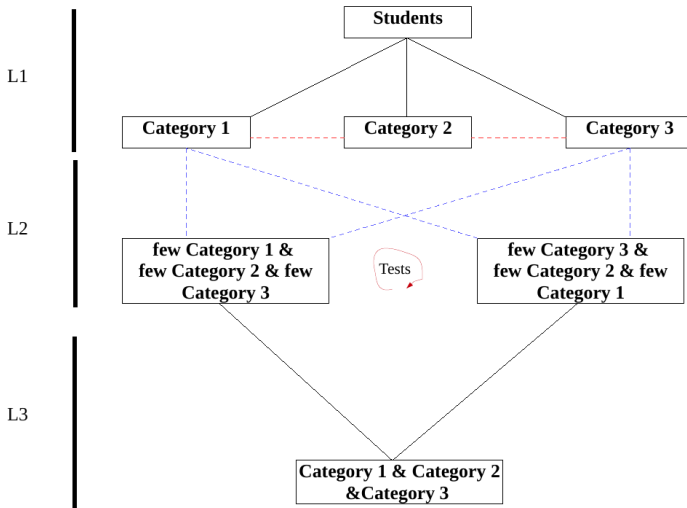 Students
L1
Category 1
Category 2
Category 3
L2
few Category 1 &
few Category 2 & few
Category 3
Tests
few Category 3 &
few Category 2 & few
Category 1
L3
Category 1 & Category 2
&Category 3